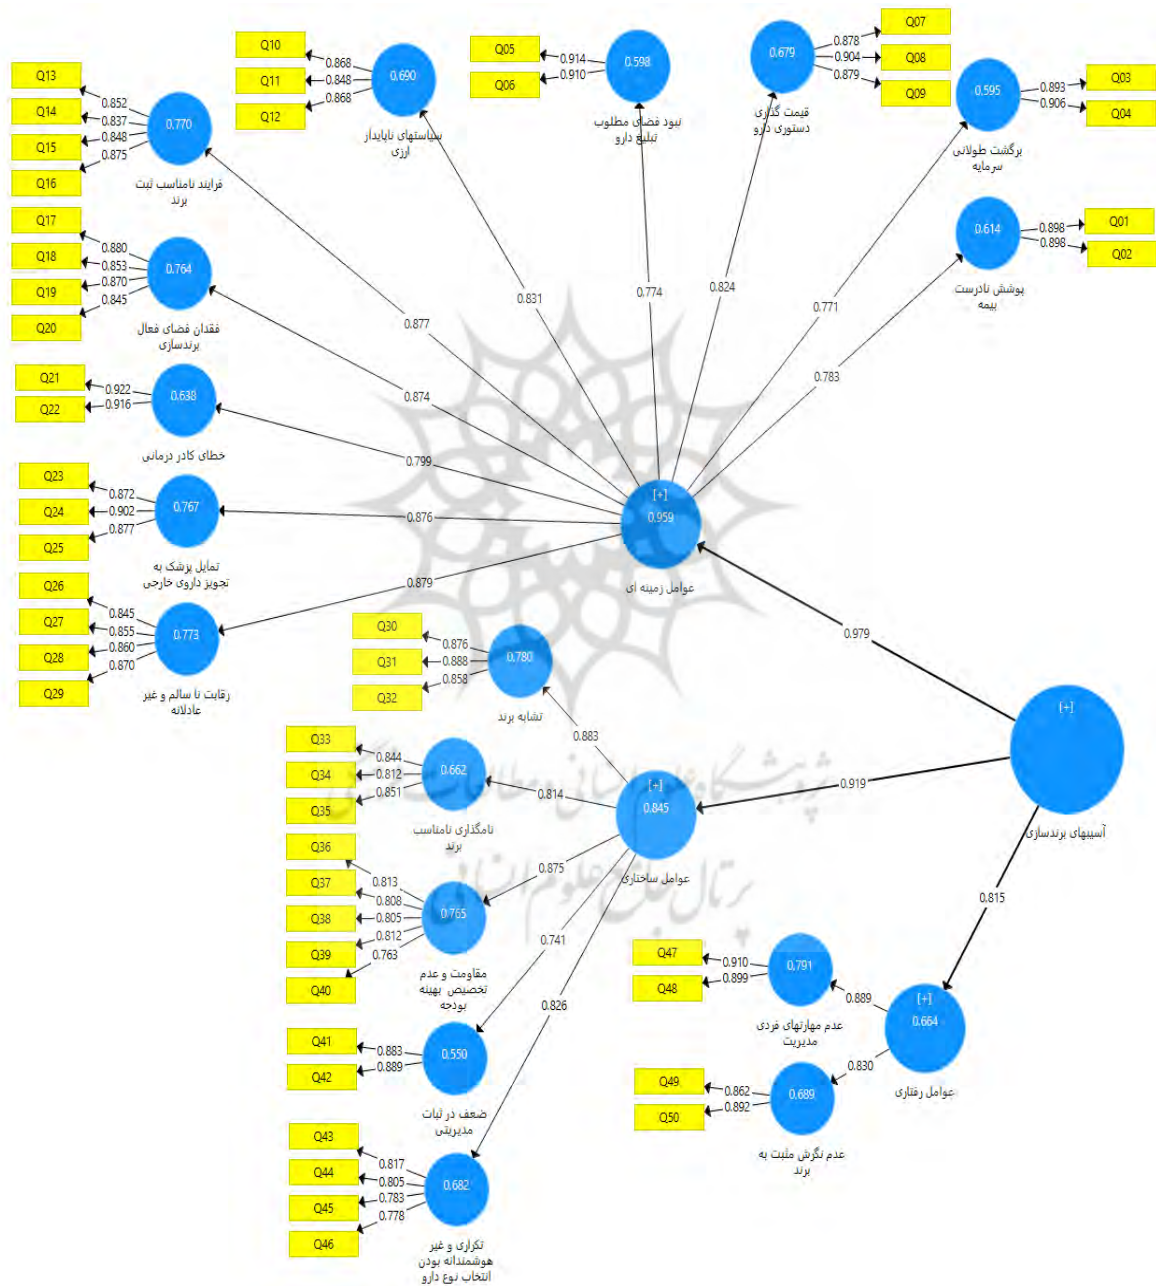 Q10
Q11
Q12
0.868
0.848
0.868
0.690
سیاستهای ناپایدار
ارزی
Q05
Q06
0.914
0.910
0.598
نبود فضای مطلوب
تبلیغ دارو
0.679
0.878
0.904
0.879
Q07
Q08
Q09
قیمت گذاری
دستوری دارو
0.595
0.893
0.906
Q03
Q04
برگشت طولانی
سرمایه
0.614
0.898
0.898
Q01
Q02
پوشش نادرست
بیمه
Q13
Q14
Q15
Q16
0.852
0.837
0.848
0.875
0.770
فرایند نامناسب ثبت
برند
Q17
Q18
Q19
Q20
0.880
0.853
0.870
0.845
0.764
فقدان فضای فعال
برندسازی
Q21
Q22
0.922
0.916
0.638
خطای کادر درمانی
Q23
Q24
Q25
0.872
0.902
0.877
0.767
تمایل پزشک به
تجویز داروی خارجی
Q26
Q27
Q28
Q29
0.845
0.855
0.860
0.870
0.773
رقابت نا سالم و غیر
عادلانه
0.831
0.774
0.824
0.771
0.783
0.877
0.874
0.799
0.876
0.879
[+]
0.959
عوامل زمینه ای
0.979
[+]
آسیبهای برندسازی
0.919
0.815
Q30
Q31
Q32
0.876
0.888
0.858
0.780
تشابه برند
0.883
Q33
Q34
Q35
0.844
0.812
0.851
0.662
نامگذاری نامناسب
برند
0.814
[+]
0.845
عوامل ساختاری
Q36
Q37
Q38
Q39
Q40
0.813
0.808
0.805
0.812
0.763
0.765
مقاومت و عدم
تخصیص بهینه
بودجه
0.875
0.741
0.826
Q41
Q42
0.883
0.889
0.550
ضعف در ثبات
مدیریتی
Q43
Q44
Q45
Q46
0.817
0.805
0.783
0.778
0.682
تکراری و غیر
هوشمندانه بودن
انتخاب نوع دارو
Q47
Q48
0.910
0.899
0.791
عدم مهارتهای فردی
مدیریت
0.889
[+]
0.664
عوامل رفتاری
0.830
Q49
Q50
0.862
0.892
0.689
عدم نگرش مثبت به
برند
پژوهشگاه علوم انسانی و مطالعات فرهنگی
پرتال جامع علوم انسانی